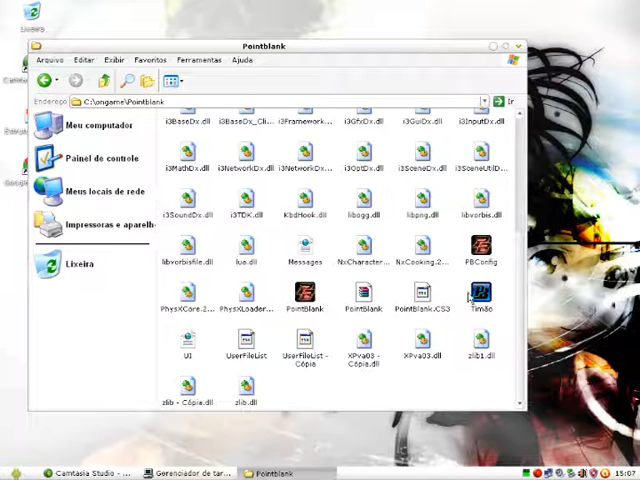 Lixeira
Pointblank
Arquivo Editar Exibir Favoritos Ferramentas Ajuda
Endereço C:\ongame\Pointblank Ir
Meu computador
Painel de controle
Meus locais de rede
Impressoras e aparelh
Lixeira
i3BaseDx.dll i3BaseDx_Cli... i3Framework... i3GfxDx.dll i3GuiDx.dll i3InputDx.dll
i3MathDx.dll i3NetworkDx.dll i3NetworkDx... i3OptDx.dll i3SceneDx.dll i3SceneUtilD...
i3SoundDx.dll i3TDK.dll KbdHook.dll libogg.dll libpng.dll libvorbis.dll
libvorbisfile.dll lua.dll Messages NxCharacter... NxCooking.2... PBConfig
PhysXCore.2... PhysXLoader... PointBlank PointBlank PointBlank.CS3 Timão
UI UserFileList UserFileList - Cópia XPva03 - Cópia.dll XPva03.dll zlib1.dll
zlib - Cópia.dll zlib.dll
Camtasia Studio - ... Gerenciador de tar... Pointblank 15:07